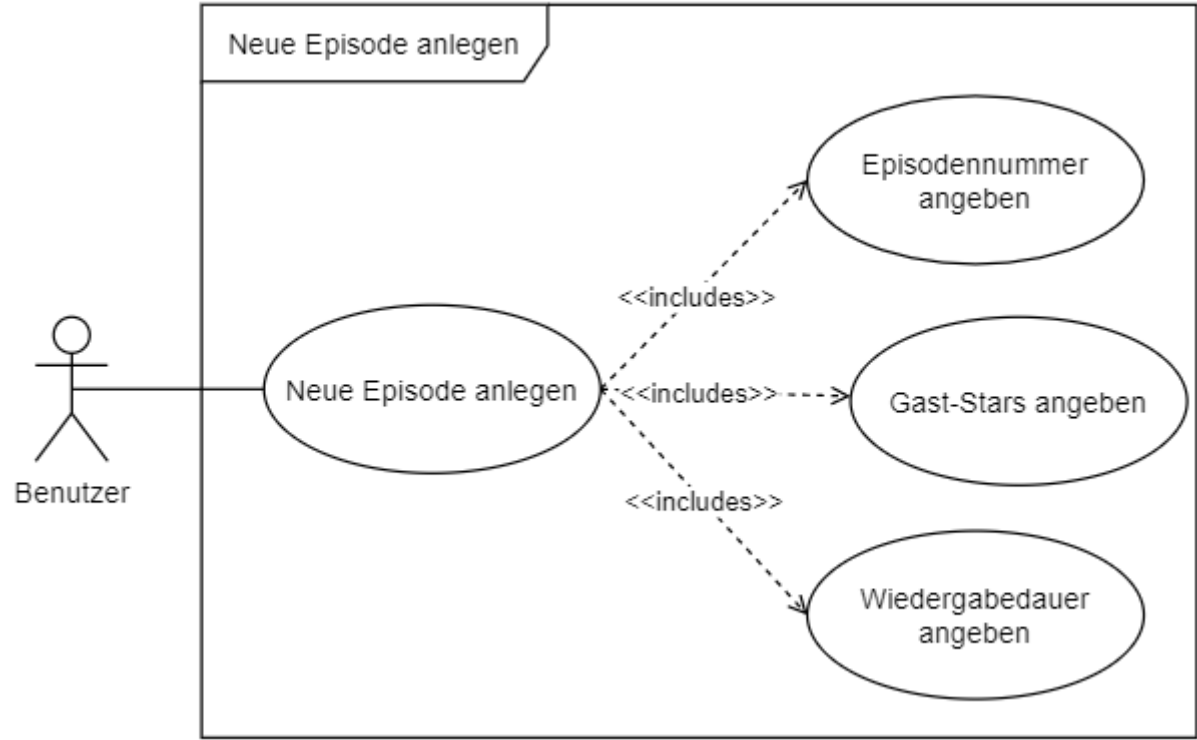 Neue Episode anlegen
Episodennummer
angeben
<<includes>>
Neue Episode anlegen
<<includes>>
Gast-Stars angeben
Benutzer
<<includes>>
Wiedergabedauer
angeben